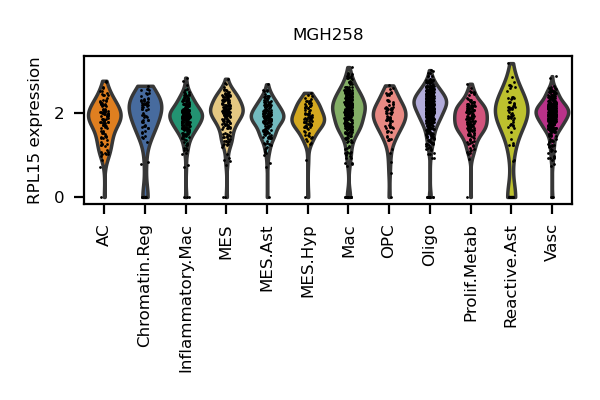 MGH258
RPL15 expression
2
0
AC
Chromatin.Reg
Inflammatory.Mac
MES
MES.Ast
MES.Hyp
Mac
OPC
Oligo
Prolif.Metab
Reactive.Ast
Vasc